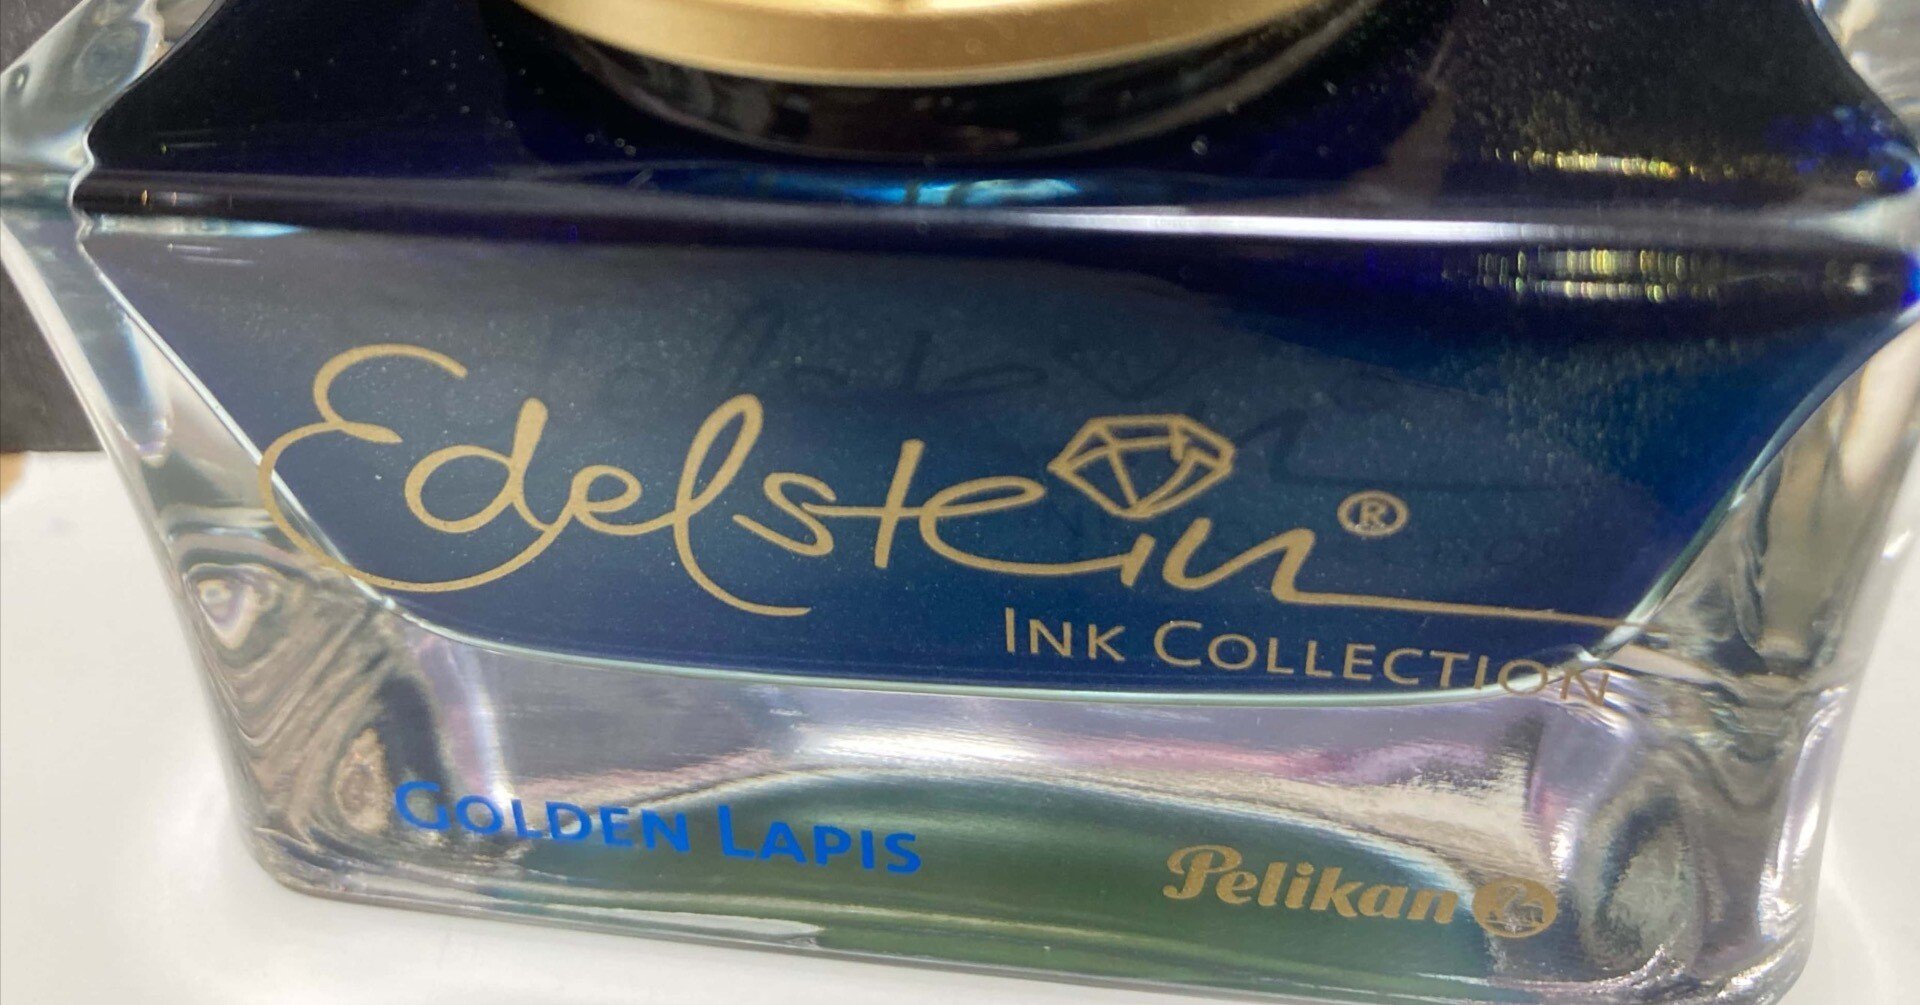 Edelstein®
INK COLLECTION
GOLDEN LAPIS
Pelikan